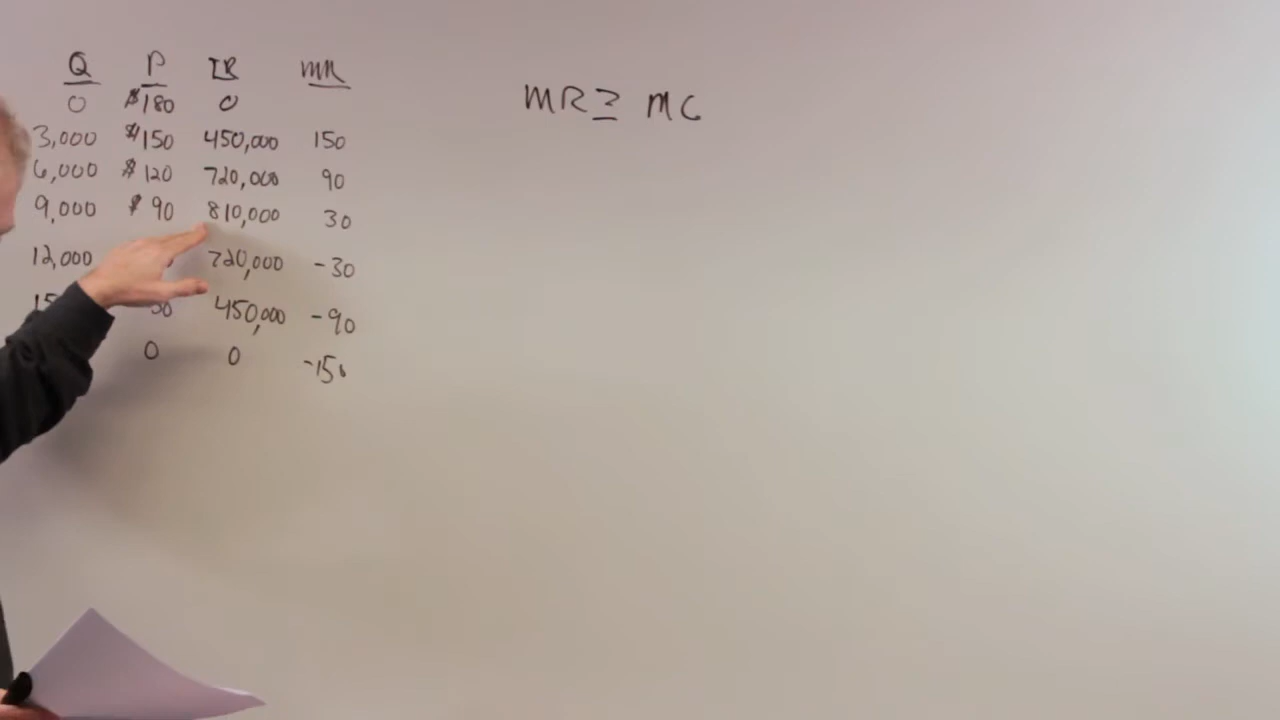 Q P TR MR
0 $180 0
3,000 $150 450,000 150
6,000 $120 720,000 90
9,000 $90 810,000 30
12,000 720,000 -30
450,000 -90
0 0 -150
MR ≥ MC